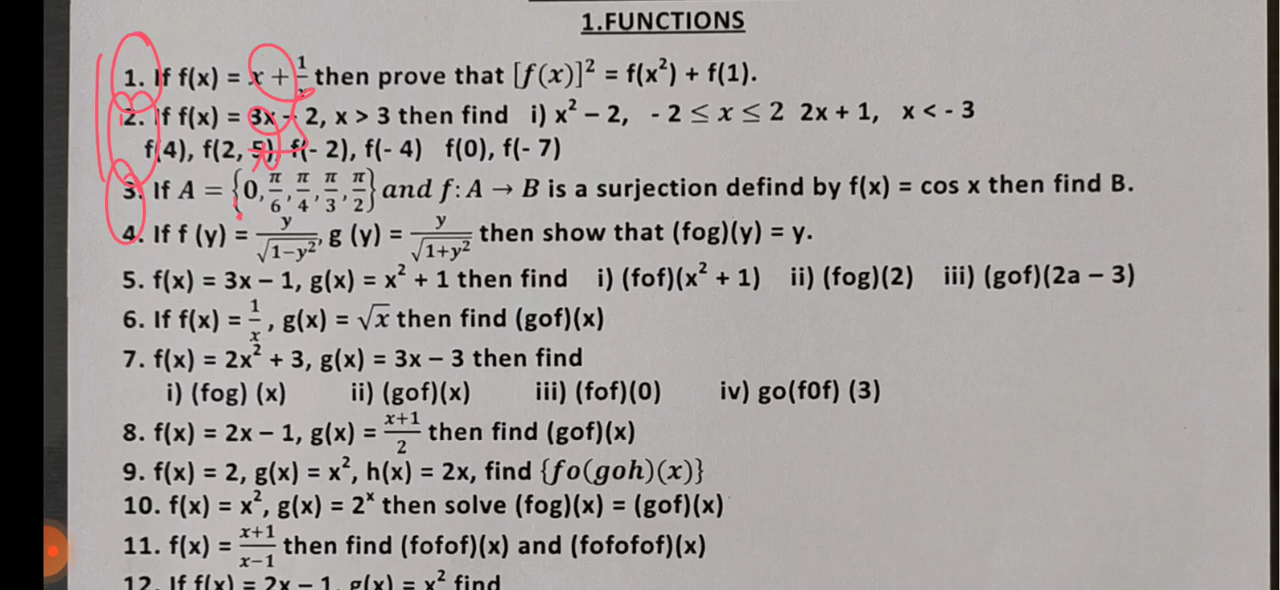 1.FUNCTIONS
1. If f(x) = x + 1/x then prove that [f(x)]² = f(x²) + f(1).
2. If f(x) = 3x - 2, x > 3 then find i) x² – 2, - 2 ≤ x ≤ 2 2x + 1, x < - 3
f(4), f(2, 5), f(- 2), f(- 4) f(0), f(- 7)
3. If A = {0, π/6, π/4, π/3, π/2} and f: A → B is a surjection defind by f(x) = cos x then find B.
4. If f (y) = y/√1−y², g (y) = y/√1+y² then show that (fog)(y) = y.
5. f(x) = 3x – 1, g(x) = x² + 1 then find i) (fof)(x² + 1) ii) (fog)(2) iii) (gof)(2a – 3)
6. If f(x) = 1/x, g(x) = √x then find (gof)(x)
7. f(x) = 2x² + 3, g(x) = 3x – 3 then find
i) (fog) (x) ii) (gof)(x) iii) (fof)(0) iv) go(f0f) (3)
8. f(x) = 2x – 1, g(x) = x+1/2 then find (gof)(x)
9. f(x) = 2, g(x) = x², h(x) = 2x, find {fo(goh)(x)}
10. f(x) = x², g(x) = 2ˣ then solve (fog)(x) = (gof)(x)
11. f(x) = x+1/x−1 then find (fofof)(x) and (fofofof)(x)
12. If f(x) = 2x – 1, g(x) = x² find